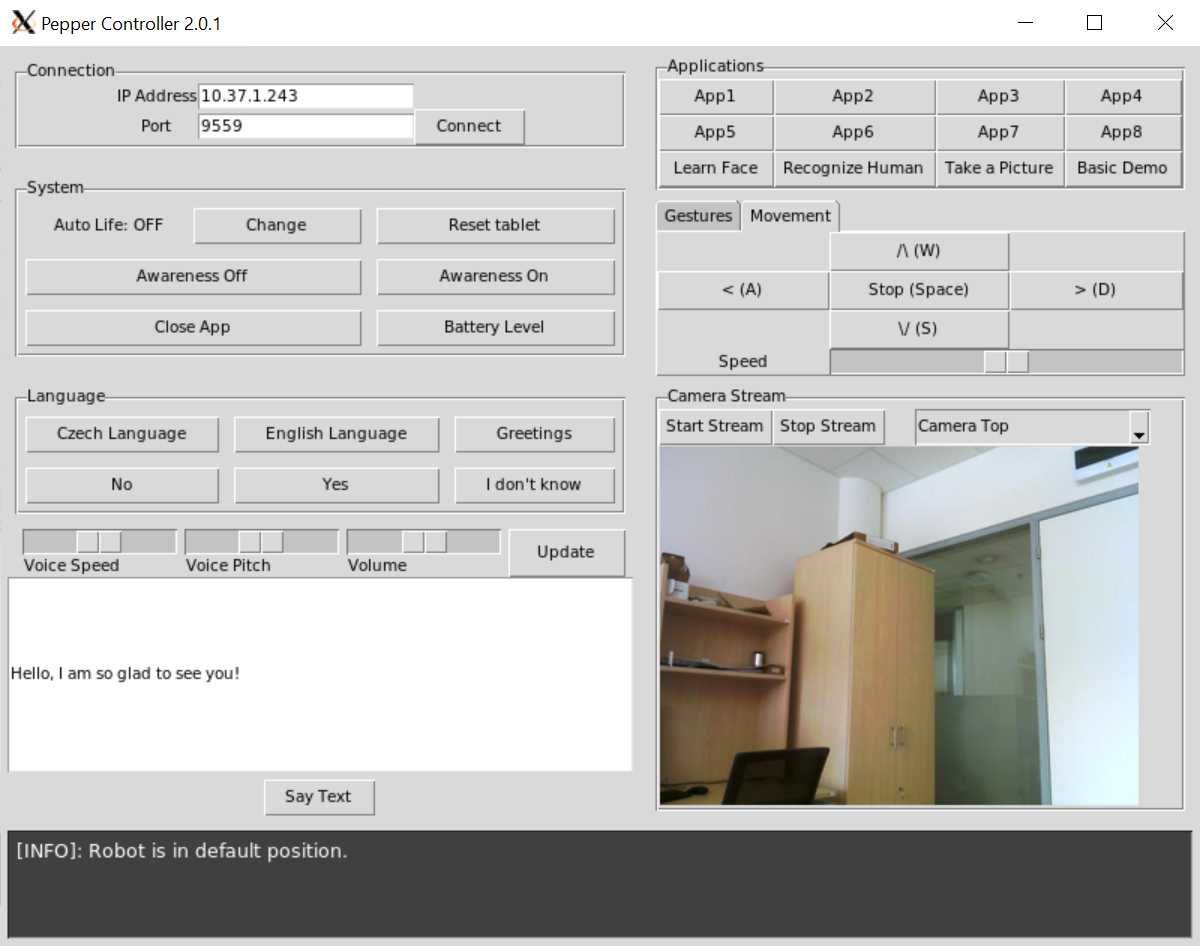 Pepper Controller 2.0.1
Connection
IP Address 10.37.1.243
Port 9559 Connect
System
Auto Life: OFF Change Reset tablet
Awareness Off Awareness On
Close App Battery Level
Language
Czech Language English Language Greetings
No Yes I don't know
Voice Speed Voice Pitch Volume Update
Hello, I am so glad to see you!
Say Text
Applications
App1 App2 App3 App4
App5 App6 App7 App8
Learn Face Recognize Human Take a Picture Basic Demo
Gestures Movement
/\ (W)
< (A) Stop (Space) > (D)
\/ (S)
Speed
Camera Stream
Start Stream Stop Stream Camera Top
[INFO]: Robot is in default position.